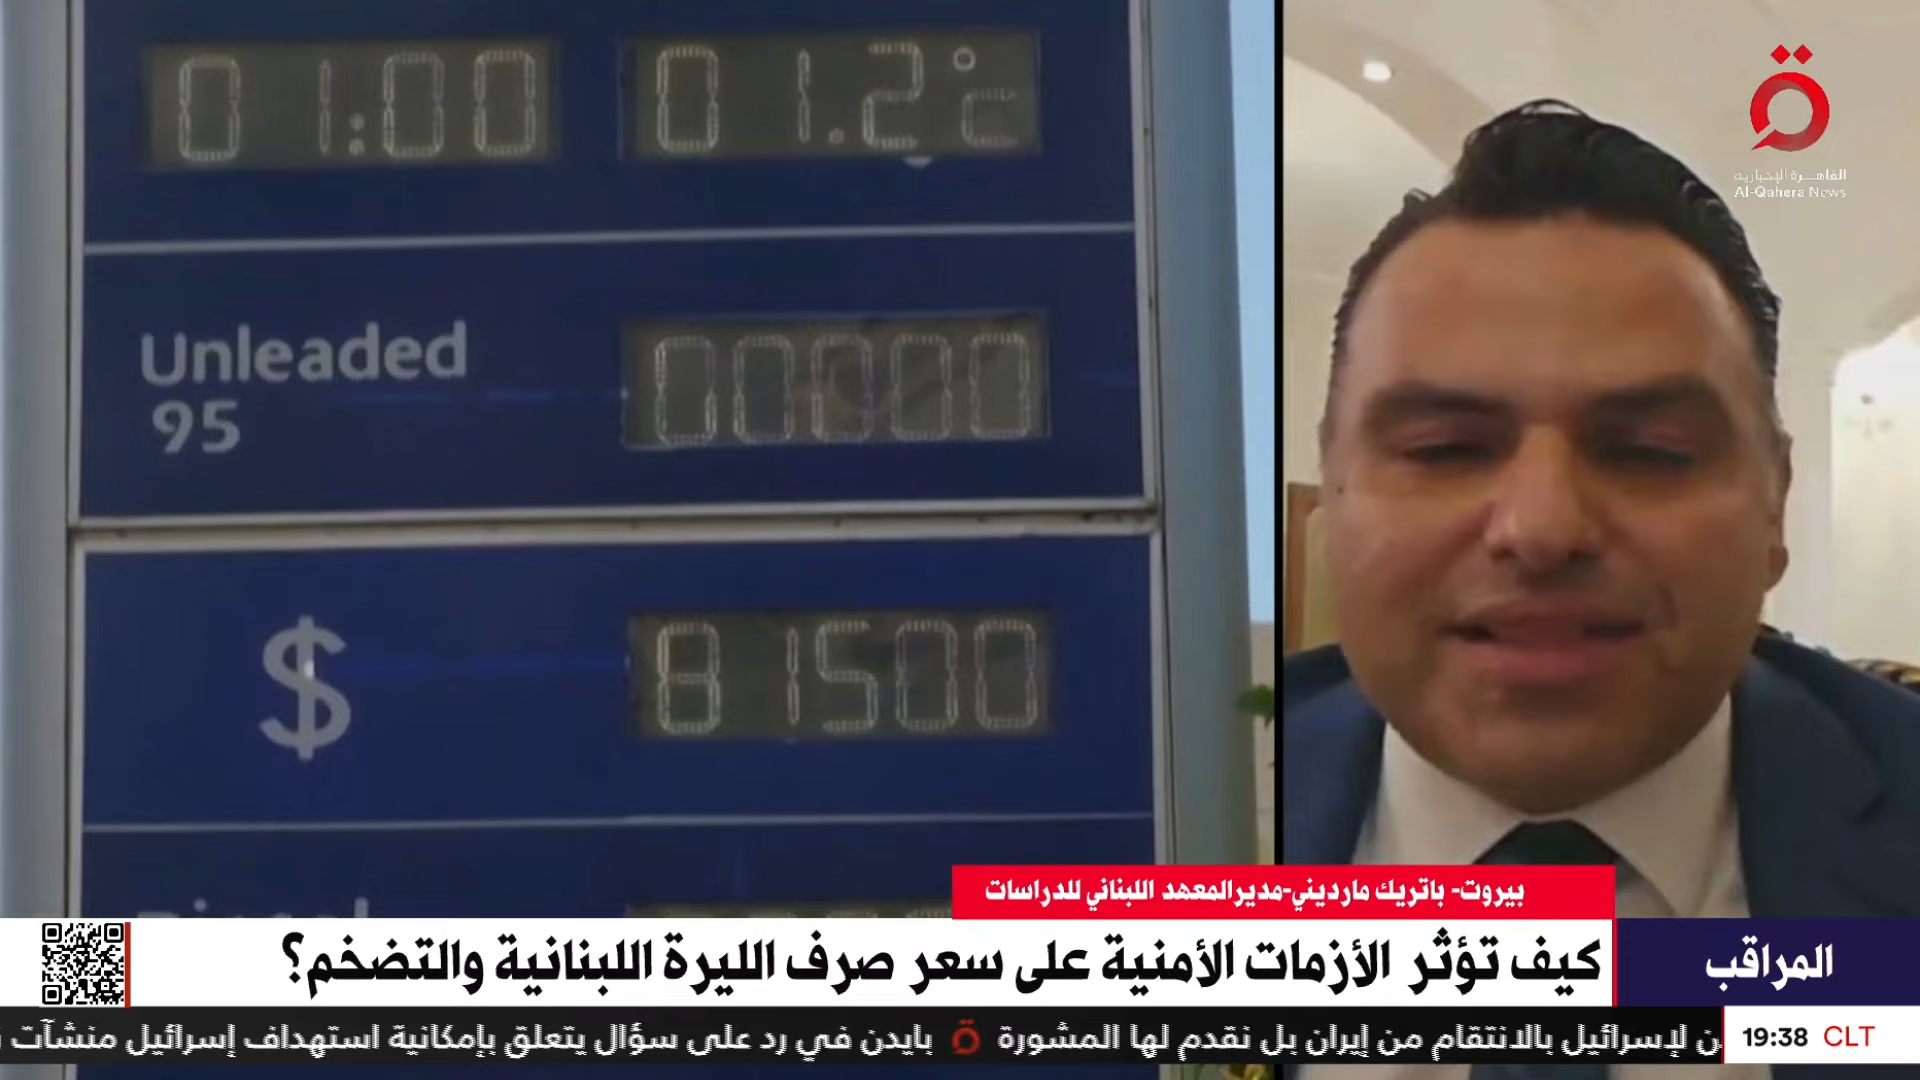 01:00 01.2°C
القاهرة الإخبارية
Al-Qahera News
Unleaded
95
00000
$ 81500
بيروت- باتريك مارديني-مديرالمعهد اللبناني للدراسات
كيف تؤثر الأزمات الأمنية على سعر صرف الليرة اللبنانية والتضخم؟
المراقب
ن لإسرائيل بالانتقام من إيران بل نقدم لها المشورة
بايدن في رد على سؤال يتعلق بإمكانية استهداف إسرائيل منشآت
19:38 CLT